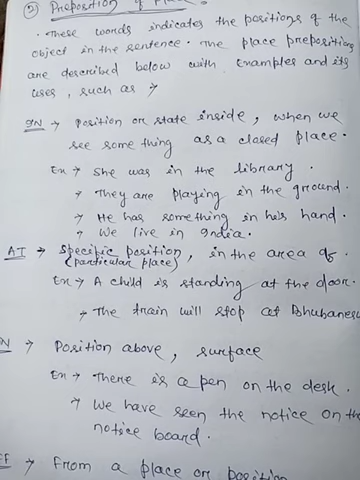 ② Preposition of Place:
· These words indicates the positions of the
object in the sentence. The place prepositions
are described below with examples and its
uses, such as →
IN → Position or state inside, when we
see something as a closed place.
Ex → She was in the library.
→ They are playing in the ground.
→ He has something in his hand.
→ We live in India.
AT → Specific position, in the area of.
(particular place)
Ex → A child is standing at the door.
→ The train will stop at Bhubanesw
N → Position above, surface
Ex → There is a pen on the desk.
→ We have seen the notice on the
notice board.
FF → From a place or position